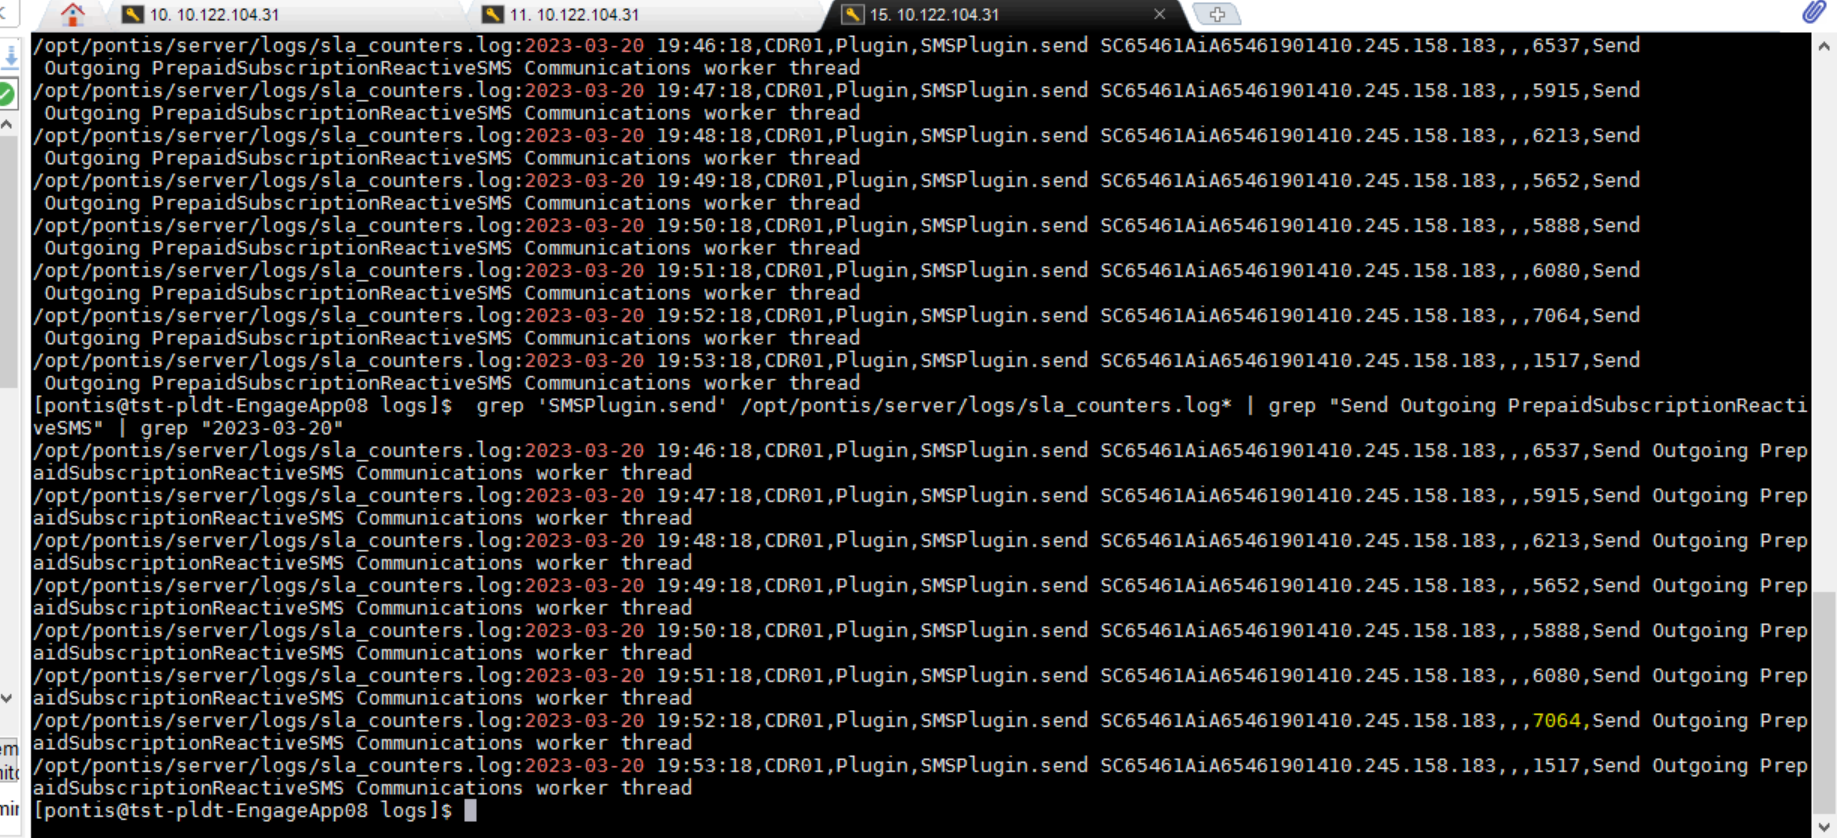 10. 10.122.104.31
11. 10.122.104.31
15. 10.122.104.31
/opt/pontis/server/logs/sla_counters.log:2023-03-20 19:46:18,CDR01,Plugin,SMSPlugin.send SC65461AiA65461901410.245.158.183,,,6537,Send
Outgoing PrepaidSubscriptionReactiveSMS Communications worker thread
/opt/pontis/server/logs/sla_counters.log:2023-03-20 19:47:18,CDR01,Plugin,SMSPlugin.send SC65461AiA65461901410.245.158.183,,,5915,Send
Outgoing PrepaidSubscriptionReactiveSMS Communications worker thread
/opt/pontis/server/logs/sla_counters.log:2023-03-20 19:48:18,CDR01,Plugin,SMSPlugin.send SC65461AiA65461901410.245.158.183,,,6213,Send
Outgoing PrepaidSubscriptionReactiveSMS Communications worker thread
/opt/pontis/server/logs/sla_counters.log:2023-03-20 19:49:18,CDR01,Plugin,SMSPlugin.send SC65461AiA65461901410.245.158.183,,,5652,Send
Outgoing PrepaidSubscriptionReactiveSMS Communications worker thread
/opt/pontis/server/logs/sla_counters.log:2023-03-20 19:50:18,CDR01,Plugin,SMSPlugin.send SC65461AiA65461901410.245.158.183,,,5888,Send
Outgoing PrepaidSubscriptionReactiveSMS Communications worker thread
/opt/pontis/server/logs/sla_counters.log:2023-03-20 19:51:18,CDR01,Plugin,SMSPlugin.send SC65461AiA65461901410.245.158.183,,,6080,Send
Outgoing PrepaidSubscriptionReactiveSMS Communications worker thread
/opt/pontis/server/logs/sla_counters.log:2023-03-20 19:52:18,CDR01,Plugin,SMSPlugin.send SC65461AiA65461901410.245.158.183,,,7064,Send
Outgoing PrepaidSubscriptionReactiveSMS Communications worker thread
/opt/pontis/server/logs/sla_counters.log:2023-03-20 19:53:18,CDR01,Plugin,SMSPlugin.send SC65461AiA65461901410.245.158.183,,,1517,Send
Outgoing PrepaidSubscriptionReactiveSMS Communications worker thread
[pontis@tst-pldt-EngageApp08 logs]$  grep 'SMSPlugin.send' /opt/pontis/server/logs/sla_counters.log* | grep "Send Outgoing PrepaidSubscriptionReacti
veSMS" | grep "2023-03-20"
/opt/pontis/server/logs/sla_counters.log:2023-03-20 19:46:18,CDR01,Plugin,SMSPlugin.send SC65461AiA65461901410.245.158.183,,,6537,Send Outgoing Prep
aidSubscriptionReactiveSMS Communications worker thread
/opt/pontis/server/logs/sla_counters.log:2023-03-20 19:47:18,CDR01,Plugin,SMSPlugin.send SC65461AiA65461901410.245.158.183,,,5915,Send Outgoing Prep
aidSubscriptionReactiveSMS Communications worker thread
/opt/pontis/server/logs/sla_counters.log:2023-03-20 19:48:18,CDR01,Plugin,SMSPlugin.send SC65461AiA65461901410.245.158.183,,,6213,Send Outgoing Prep
aidSubscriptionReactiveSMS Communications worker thread
/opt/pontis/server/logs/sla_counters.log:2023-03-20 19:49:18,CDR01,Plugin,SMSPlugin.send SC65461AiA65461901410.245.158.183,,,5652,Send Outgoing Prep
aidSubscriptionReactiveSMS Communications worker thread
/opt/pontis/server/logs/sla_counters.log:2023-03-20 19:50:18,CDR01,Plugin,SMSPlugin.send SC65461AiA65461901410.245.158.183,,,5888,Send Outgoing Prep
aidSubscriptionReactiveSMS Communications worker thread
/opt/pontis/server/logs/sla_counters.log:2023-03-20 19:51:18,CDR01,Plugin,SMSPlugin.send SC65461AiA65461901410.245.158.183,,,6080,Send Outgoing Prep
aidSubscriptionReactiveSMS Communications worker thread
/opt/pontis/server/logs/sla_counters.log:2023-03-20 19:52:18,CDR01,Plugin,SMSPlugin.send SC65461AiA65461901410.245.158.183,,,7064,Send Outgoing Prep
aidSubscriptionReactiveSMS Communications worker thread
/opt/pontis/server/logs/sla_counters.log:2023-03-20 19:53:18,CDR01,Plugin,SMSPlugin.send SC65461AiA65461901410.245.158.183,,,1517,Send Outgoing Prep
aidSubscriptionReactiveSMS Communications worker thread
[pontis@tst-pldt-EngageApp08 logs]$